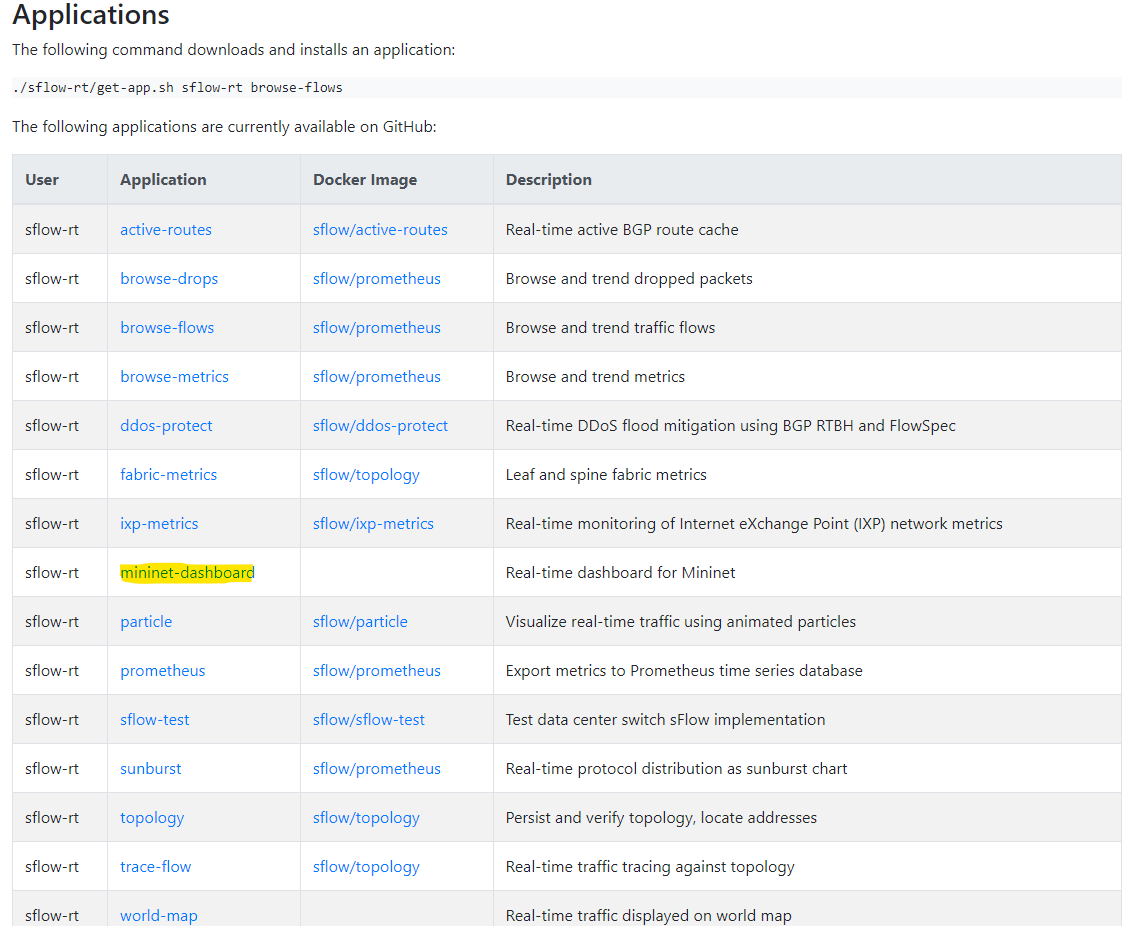 Applications
The following command downloads and installs an application:
./sflow-rt/get-app.sh sflow-rt browse-flows
The following applications are currently available on GitHub:
User Application Docker Image Description
sflow-rt active-routes sflow/active-routes Real-time active BGP route cache
sflow-rt browse-drops sflow/prometheus Browse and trend dropped packets
sflow-rt browse-flows sflow/prometheus Browse and trend traffic flows
sflow-rt browse-metrics sflow/prometheus Browse and trend metrics
sflow-rt ddos-protect sflow/ddos-protect Real-time DDoS flood mitigation using BGP RTBH and FlowSpec
sflow-rt fabric-metrics sflow/topology Leaf and spine fabric metrics
sflow-rt ixp-metrics sflow/ixp-metrics Real-time monitoring of Internet eXchange Point (IXP) network metrics
sflow-rt mininet-dashboard Real-time dashboard for Mininet
sflow-rt particle sflow/particle Visualize real-time traffic using animated particles
sflow-rt prometheus sflow/prometheus Export metrics to Prometheus time series database
sflow-rt sflow-test sflow/sflow-test Test data center switch sFlow implementation
sflow-rt sunburst sflow/prometheus Real-time protocol distribution as sunburst chart
sflow-rt topology sflow/topology Persist and verify topology, locate addresses
sflow-rt trace-flow sflow/topology Real-time traffic tracing against topology
sflow-rt world-map Real-time traffic displayed on world map